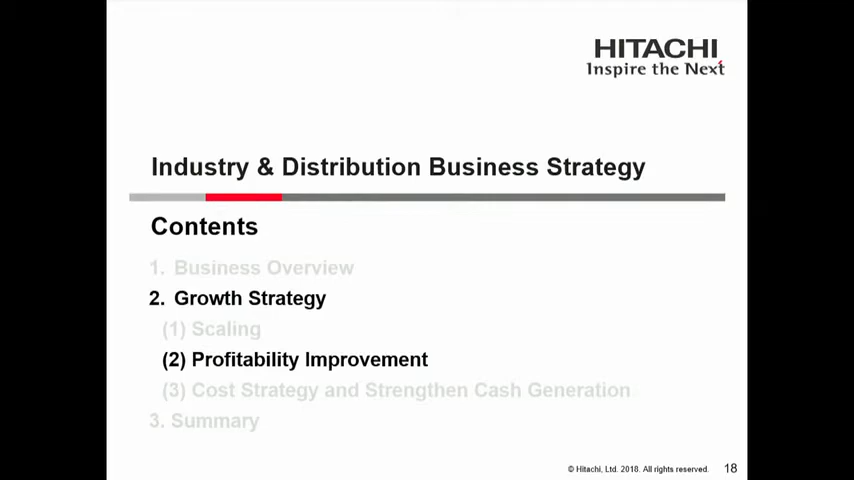 HITACHI
Inspire the Next
Industry & Distribution Business Strategy
Contents
1. Business Overview
2. Growth Strategy
(1) Scaling
(2) Profitability Improvement
(3) Cost Strategy and Strengthen Cash Generation
3. Summary
© Hitachi, Ltd. 2018. All rights reserved. 18